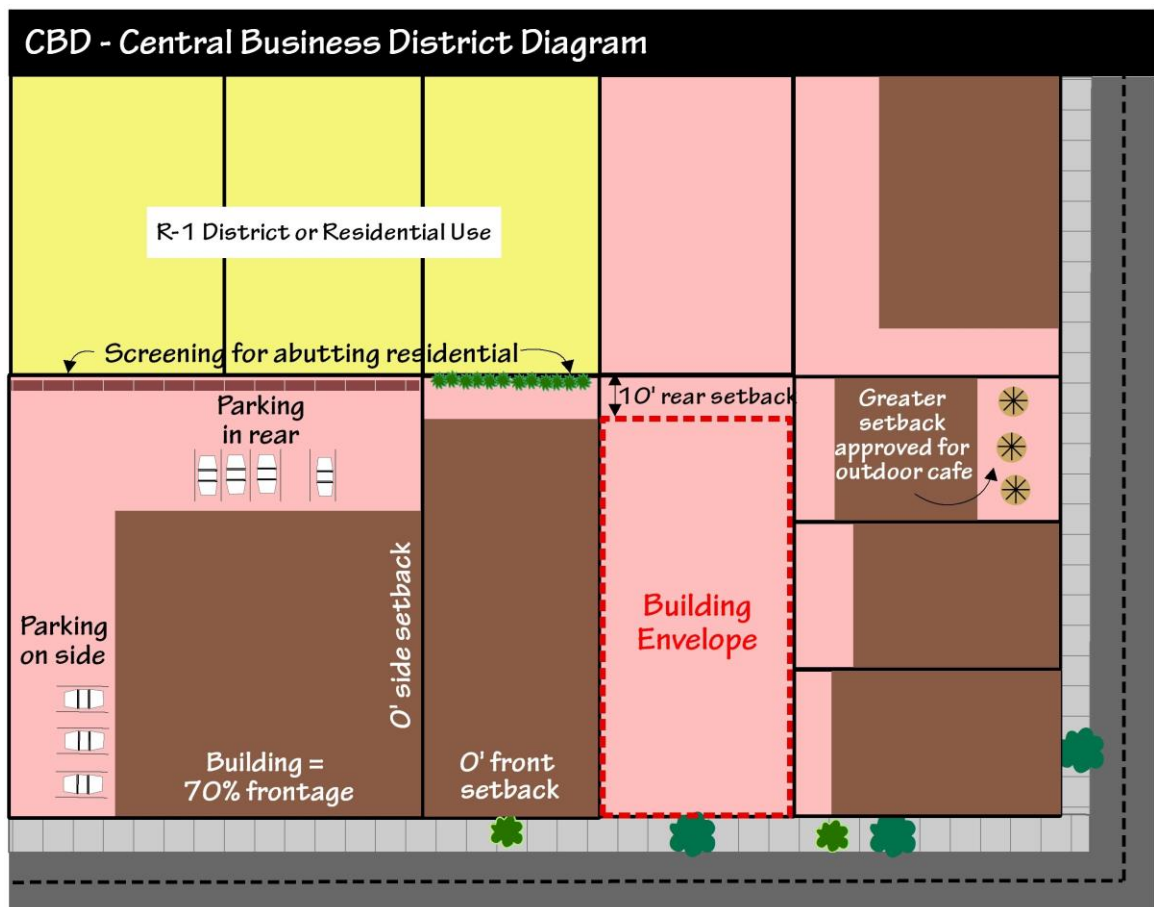 CBD - Central Business District Diagram
R-1 District or Residential Use
Screening for abutting residential
Parking
in rear
10' rear setback
Greater
setback
approved for
outdoor cafe
Parking
on side
0' side setback
Building
Envelope
Building =
70% frontage
0' front
setback